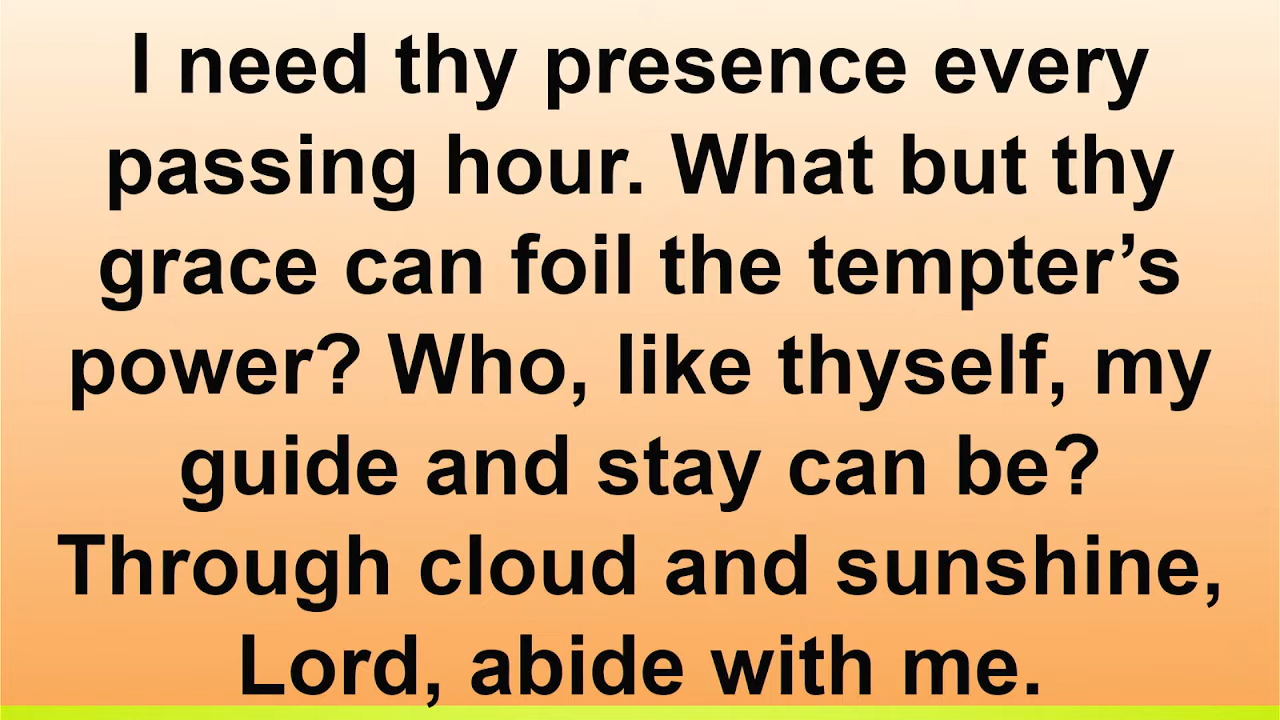 I need thy presence every
passing hour. What but thy
grace can foil the tempter’s
power? Who, like thyself, my
guide and stay can be?
Through cloud and sunshine,
Lord, abide with me.